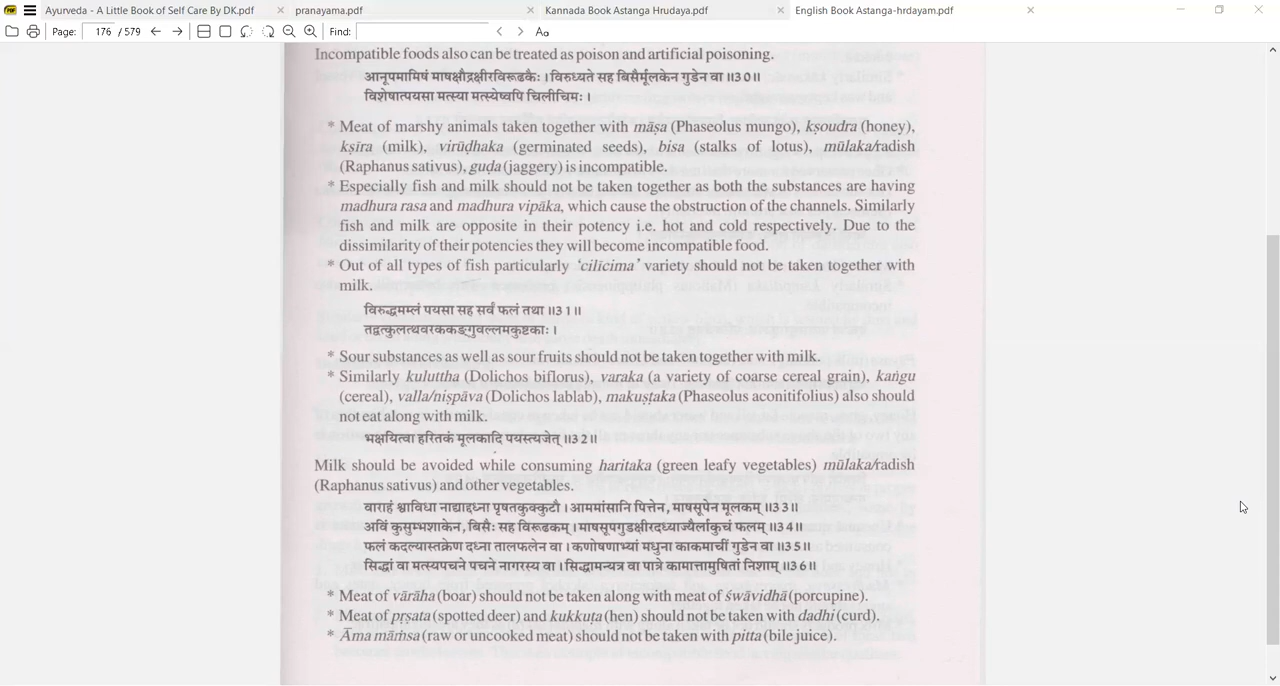 Ayurveda - A Little Book of Self Care By DK.pdf × pranayama.pdf × Kannada Book Astanga Hrudaya.pdf × English Book Astanga-hrdayam.pdf ×
Page: 176 / 579 Find: Aₐ
Incompatible foods also can be treated as poison and artificial poisoning.
आनूपमामिषं माषक्षौद्रक्षीरविरूढकैः । विरुध्यते सह बिसैर्मूलकेन गुडेन वा ॥30॥
विशेषात्पयसा मत्स्या मत्स्येष्वपि चिलीचिमः ।
* Meat of marshy animals taken together with māṣa (Phaseolus mungo), kṣoudra (honey),
kṣīra (milk), virūḍhaka (germinated seeds), bisa (stalks of lotus), mūlaka/radish
(Raphanus sativus), guḍa (jaggery) is incompatible.
* Especially fish and milk should not be taken together as both the substances are having
madhura rasa and madhura vipāka, which cause the obstruction of the channels. Similarly
fish and milk are opposite in their potency i.e. hot and cold respectively. Due to the
dissimilarity of their potencies they will become incompatible food.
* Out of all types of fish particularly ‘cilīcima’ variety should not be taken together with
milk.
विरुद्धमम्लं पयसा सह सर्वं फलं तथा ॥31॥
तद्वत्कुलत्थवरककङ्गुवल्लमकुष्टकाः ।
* Sour substances as well as sour fruits should not be taken together with milk.
* Similarly kuluttha (Dolichos biflorus), varaka (a variety of coarse cereal grain), kaṅgu
(cereal), valla/niṣpāva (Dolichos lablab), makuṣṭaka (Phaseolus aconitifolius) also should
not eat along with milk.
भक्षयित्वा हरितकं मूलकादि पयस्त्यजेत् ॥32॥
Milk should be avoided while consuming haritaka (green leafy vegetables) mūlaka/radish
(Raphanus sativus) and other vegetables.
वाराहं श्वाविधा नाद्याद्दध्ना पृषतकुक्कुटौ । आममांसानि पित्तेन, माषसूपेन मूलकम् ॥33॥
अविं कुसुम्भशाकेन, बिसैः सह विरूढकम् । माषसूपगुडक्षीरदध्याज्यैर्लाकुचं फलम् ॥34॥
फलं कदल्यास्तक्रेण दध्ना तालफलेन वा । कणोषणाभ्यां मधुना काकमाचीं गुडेन वा ॥35॥
सिद्धां वा मत्स्यपचने पचने नागरस्य वा । सिद्धामन्यत्र वा पात्रे कामात्तामुषितां निशाम् ॥36॥
* Meat of vārāha (boar) should not be taken along with meat of śwāvidhā (porcupine).
* Meat of pṛṣata (spotted deer) and kukkuṭa (hen) should not be taken with dadhi (curd).
* Āma māṁsa (raw or uncooked meat) should not be taken with pitta (bile juice).